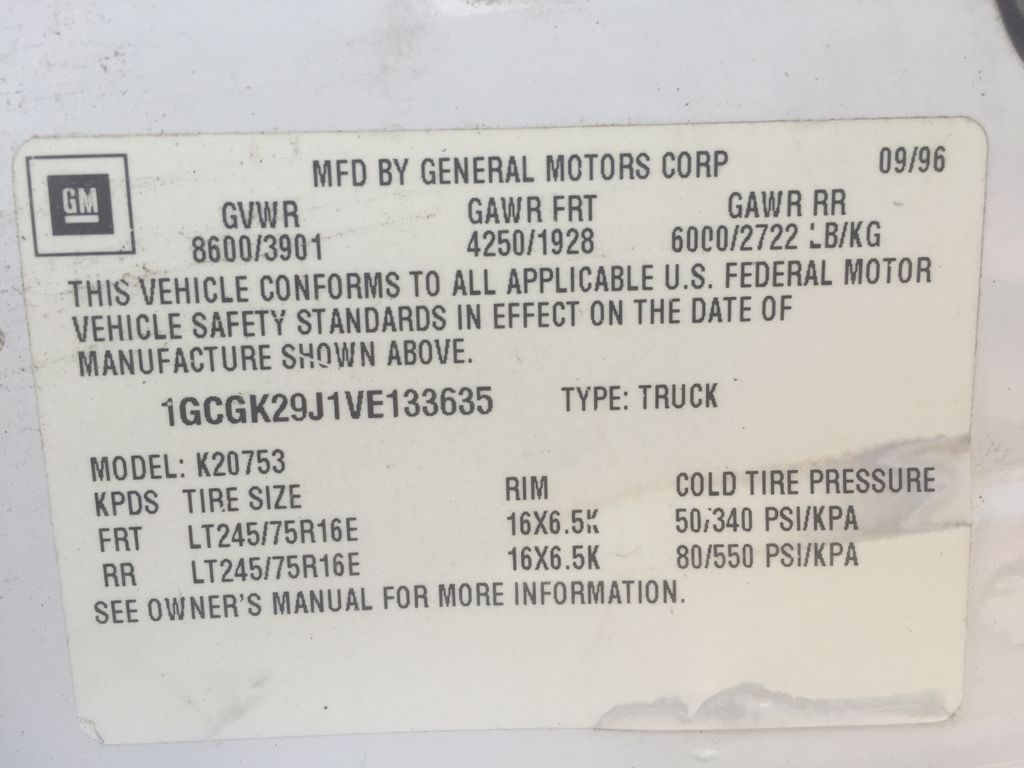 GM
MFD BY GENERAL MOTORS CORP 09/96
GVWR GAWR FRT GAWR RR
8600/3901 4250/1928 6000/2722 LB/KG
THIS VEHICLE CONFORMS TO ALL APPLICABLE U.S. FEDERAL MOTOR
VEHICLE SAFETY STANDARDS IN EFFECT ON THE DATE OF
MANUFACTURE SHOWN ABOVE.
1GCGK29J1VE133635 TYPE: TRUCK
MODEL: K20753
KPDS TIRE SIZE RIM COLD TIRE PRESSURE
FRT LT245/75R16E 16X6.5K 50/340 PSI/KPA
RR LT245/75R16E 16X6.5K 80/550 PSI/KPA
SEE OWNER'S MANUAL FOR MORE INFORMATION.